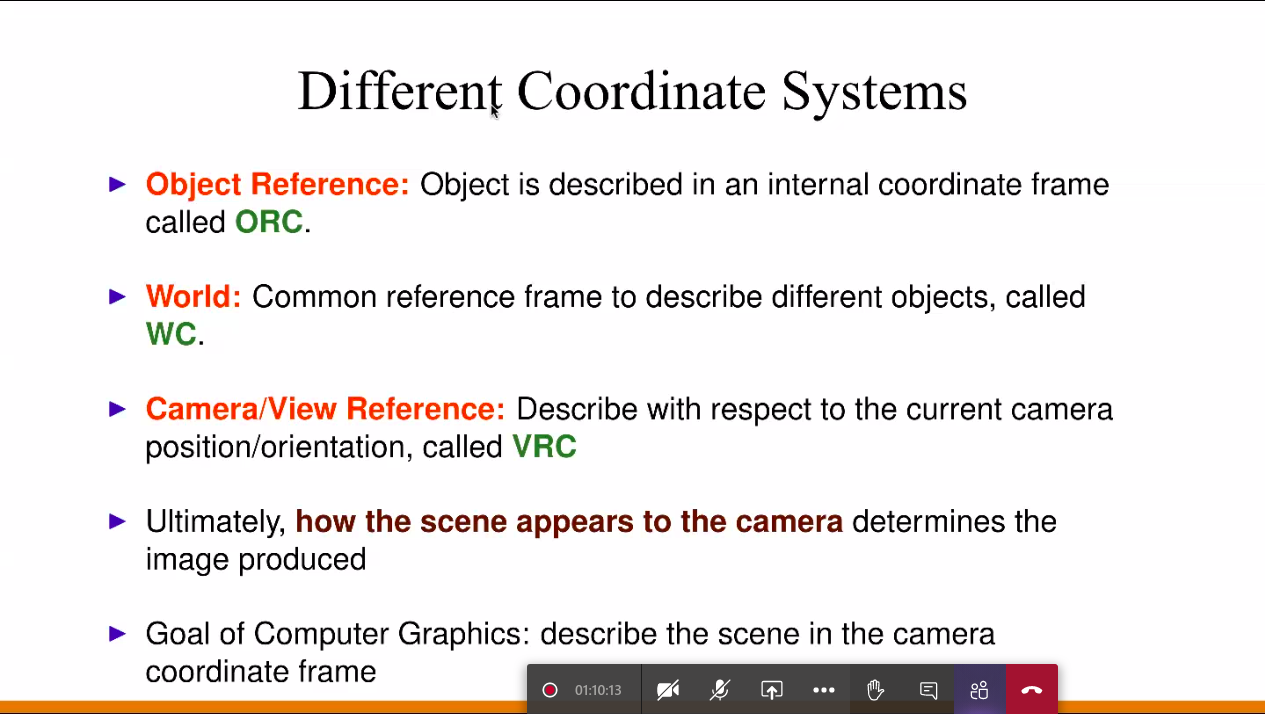 Different Coordinate Systems
Object Reference: Object is described in an internal coordinate frame
called ORC.
World: Common reference frame to describe different objects, called
WC.
Camera/View Reference: Describe with respect to the current camera
position/orientation, called VRC
Ultimately, how the scene appears to the camera determines the
image produced
Goal of Computer Graphics: describe the scene in the camera
coordinate frame
01:10:13